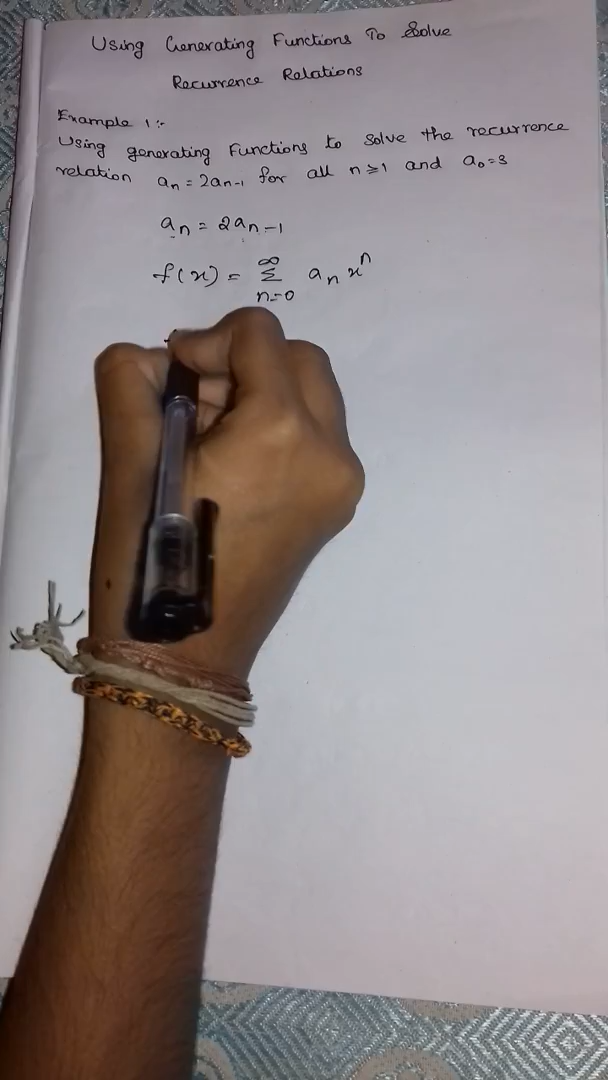 Using Generating Functions To Solve
Recurrence Relations
Example 1:-
Using generating Functions to solve the recurrence
relation aₙ = 2aₙ₋₁ for all n ≥ 1 and a₀ = 3
aₙ = 2aₙ₋₁
f(x) = ∞ Σ n=0 aₙ xⁿ